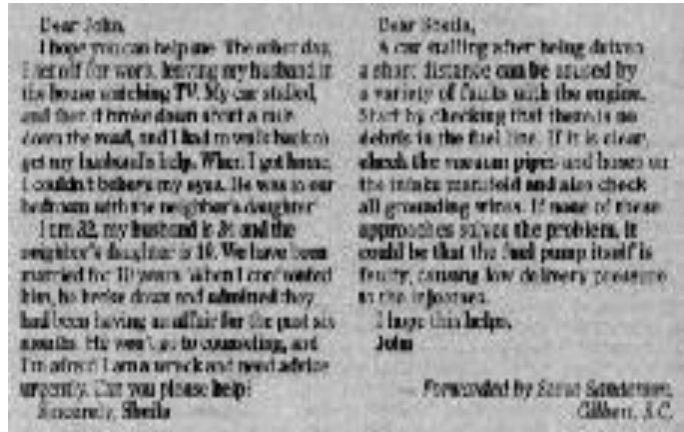 Dear John,
I hope you can help me. The other day,
I set off for work, leaving my husband in
the house watching TV. My car stalled,
and then it broke down about a mile
down the road, and I had to walk back to
get my husband's help. When I got home,
I couldn't believe my eyes. He was in our
bedroom with the neighbor's daughter!
I am 32, my husband is 34 and the
neighbor's daughter is 19. We have been
married for 10 years. When I confronted
him, he broke down and admitted they
had been having an affair for the past six
months. He won't go to counseling, and
I'm afraid I am a wreck and need advice
urgently. Can you please help?
Sincerely, Sheila
Dear Sheila,
A car stalling after being driven
a short distance can be caused by
a variety of faults with the engine.
Start by checking that there is no
debris in the fuel line. If it is clear,
check the vacuum pipes and hoses on
the intake manifold and also check
all grounding wires. If none of these
approaches solves the problem, it
could be that the fuel pump itself is
faulty, causing low delivery pressure
to the injectors.
I hope this helps,
John
— Forwarded by
S.C.